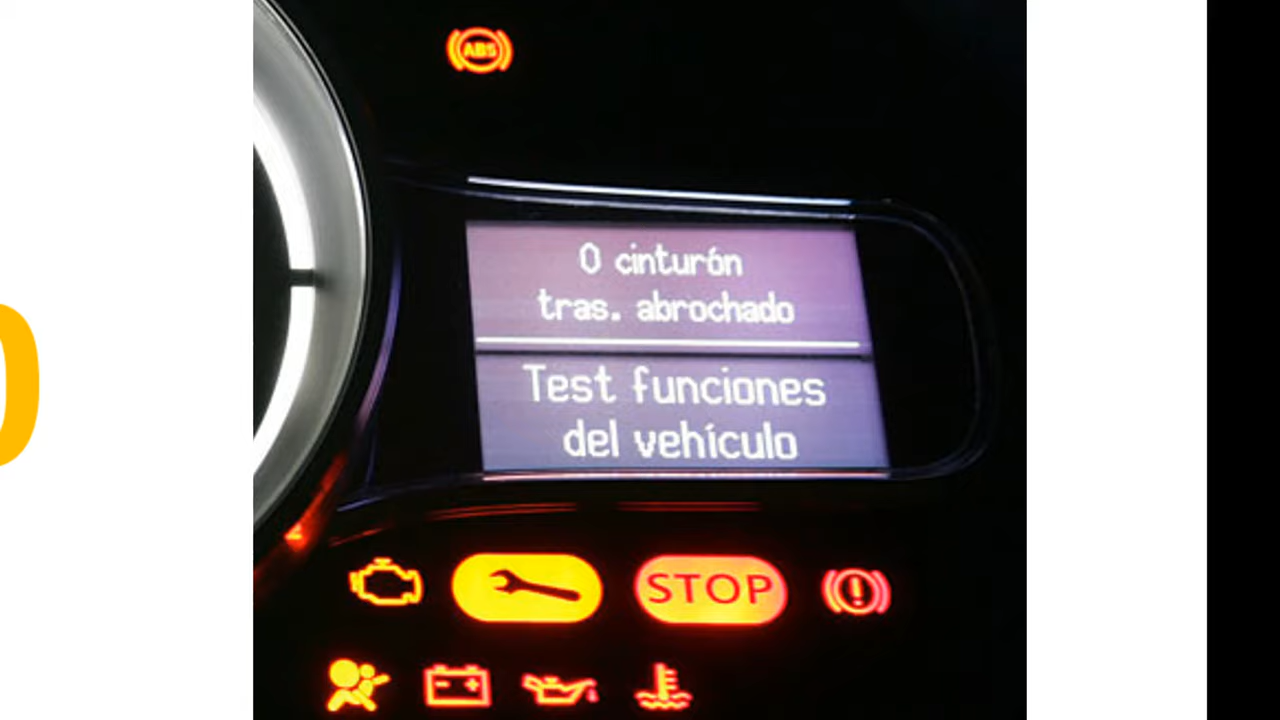 ABS
0 cinturón
tras. abrochado
Test funciones
del vehículo
STOP